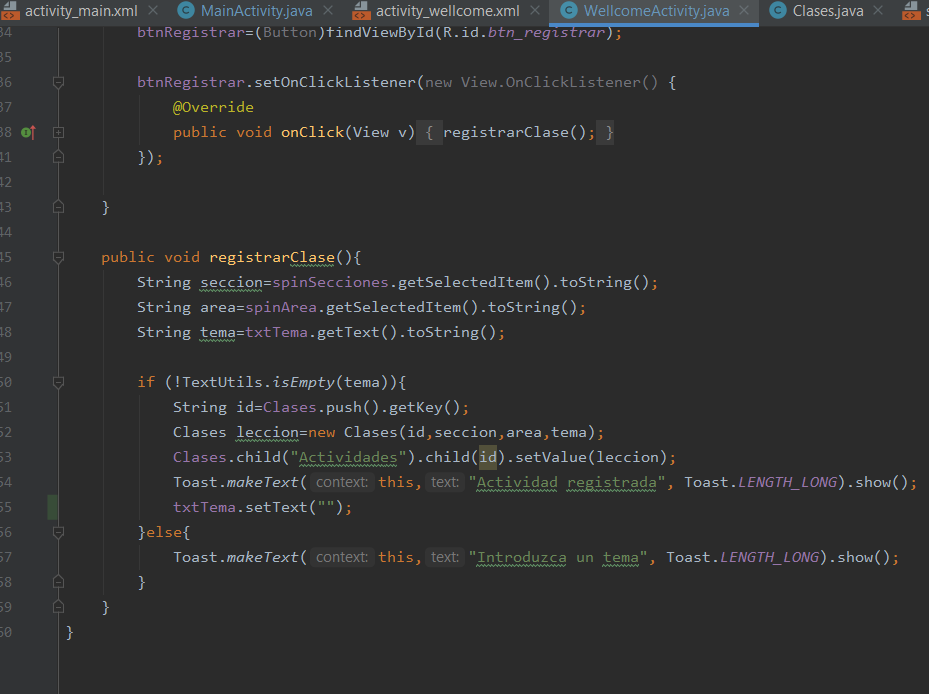 activity_main.xml × MainActivity.java × activity_wellcome.xml × WellcomeActivity.java × Clases.java ×
34 btnRegistrar=(Button)findViewById(R.id.btn_registrar);
35
36 btnRegistrar.setOnClickListener(new View.OnClickListener() {
37 @Override
38 public void onClick(View v) { registrarClase(); }
41 });
42
43 }
44
45 public void registrarClase(){
46 String seccion=spinSecciones.getSelectedItem().toString();
47 String area=spinArea.getSelectedItem().toString();
48 String tema=txtTema.getText().toString();
49
50 if (!TextUtils.isEmpty(tema)){
51 String id=Clases.push().getKey();
52 Clases leccion=new Clases(id,seccion,area,tema);
53 Clases.child("Actividades").child(id).setValue(leccion);
54 Toast.makeText( context: this, text: "Actividad registrada", Toast.LENGTH_LONG).show();
55 txtTema.setText("");
56 }else{
57 Toast.makeText( context: this, text: "Introduzca un tema", Toast.LENGTH_LONG).show();
58 }
59 }
60 }